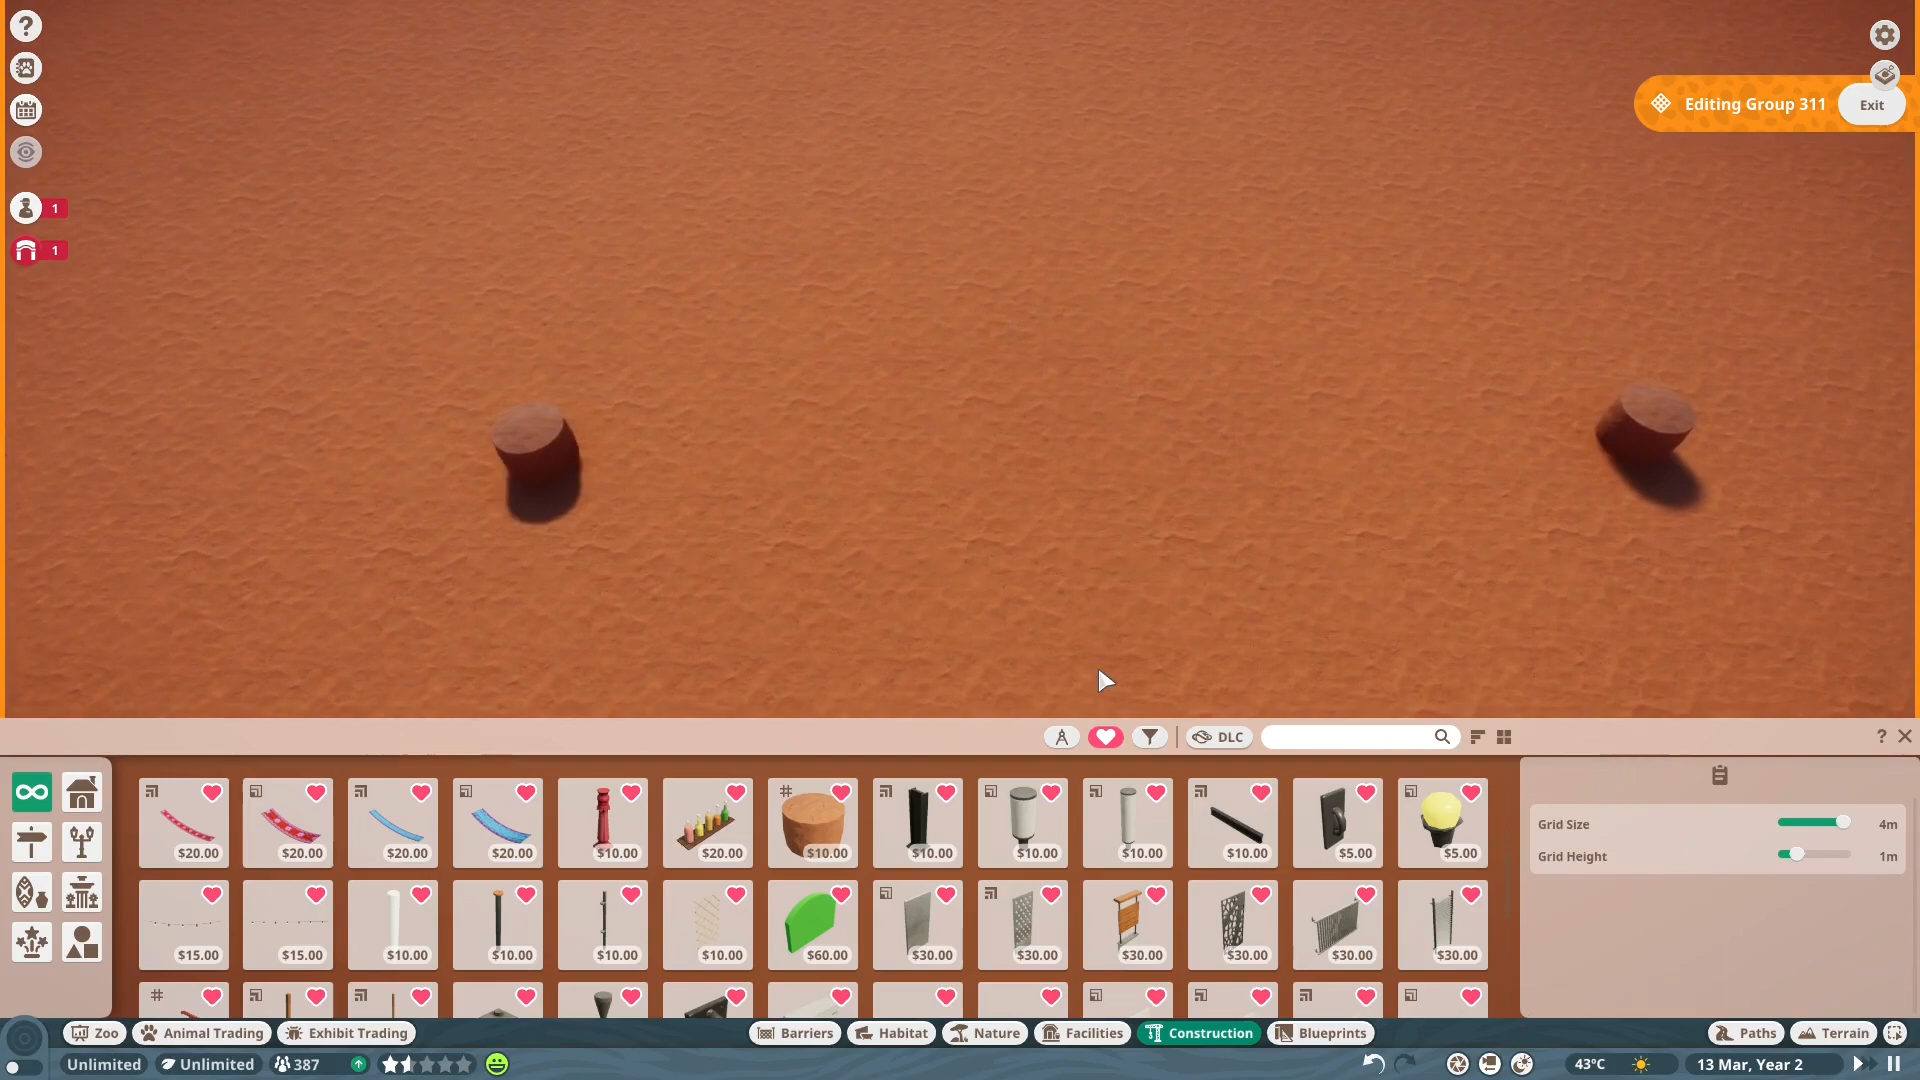 ?
Editing Group 311
Exit
1
1
DLC
?
$20.00 $20.00 $20.00 $20.00 $10.00 $20.00 $10.00 $10.00 $10.00 $10.00 $10.00 $5.00 $5.00
Grid Size 4m
Grid Height 1m
$15.00 $15.00 $10.00 $10.00 $10.00 $10.00 $60.00 $30.00 $30.00 $30.00 $30.00 $30.00 $30.00
Zoo Animal Trading Exhibit Trading Barriers Habitat Nature Facilities Construction Blueprints Paths Terrain
Unlimited Unlimited 387 43°C 13 Mar, Year 2